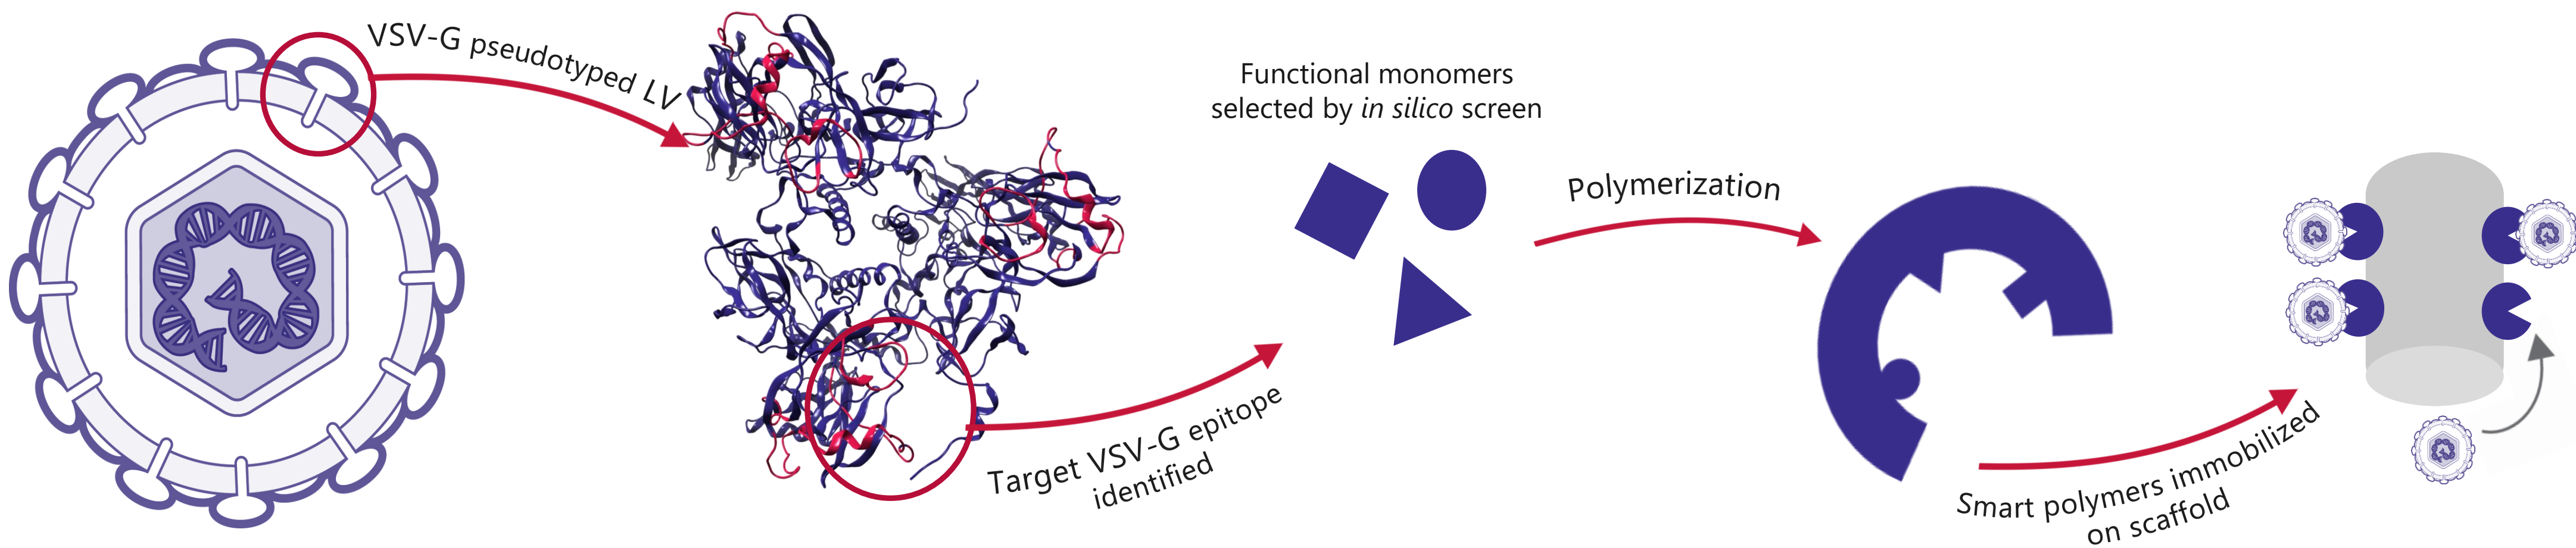 VSV-G pseudotyped LV
Functional monomers
selected by in silico screen
Target VSV-G epitope
identified
Polymerization
Smart polymers immobilized
on scaffold